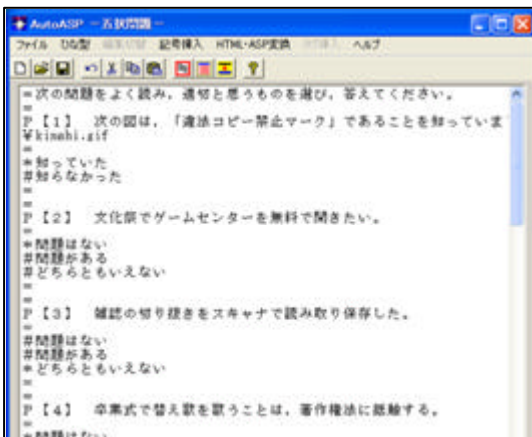 AutoASP －五択問題－
ファイル ひな型 記号挿入 HTML・ASP変換 ヘルプ
=次の問題をよく読み，適切と思うものを選び，答えてください。
=
P【１】 次の図は，「違法コピー禁止マーク」であることを知っていま
¥kinshi.gif
=
*知っていた
#知らなかった
=
=
P【２】 文化祭でゲームセンターを無料で開きたい。
=
*問題はない
#問題がある
#どちらともいえない
=
=
P【３】 雑誌の切り抜きをスキャナで読み取り保存した。
=
#問題はない
#問題がある
*どちらともいえない
=
=
P【４】 卒業式で替え歌を歌うことは，著作権法に抵触する。
=
*問題はない